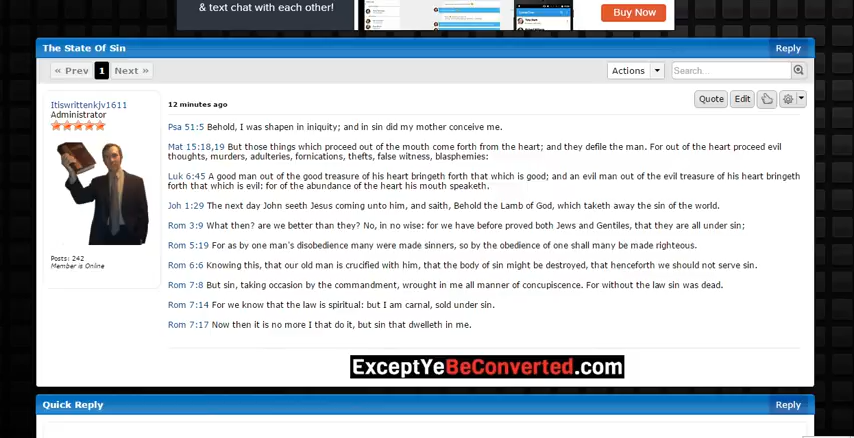 & text chat with each other!
Buy Now
The State Of Sin
Reply
« Prev 1 Next »
Actions
Search...
Itiswrittenkjv1611
Administrator
Posts: 242
Member is Online
12 minutes ago
Quote Edit
Psa 51:5 Behold, I was shapen in iniquity; and in sin did my mother conceive me.
Mat 15:18,19 But those things which proceed out of the mouth come forth from the heart; and they defile the man. For out of the heart proceed evil
thoughts, murders, adulteries, fornications, thefts, false witness, blasphemies:
Luk 6:45 A good man out of the good treasure of his heart bringeth forth that which is good; and an evil man out of the evil treasure of his heart bringeth
forth that which is evil: for of the abundance of the heart his mouth speaketh.
Joh 1:29 The next day John seeth Jesus coming unto him, and saith, Behold the Lamb of God, which taketh away the sin of the world.
Rom 3:9 What then? are we better than they? No, in no wise: for we have before proved both Jews and Gentiles, that they are all under sin;
Rom 5:19 For as by one man's disobedience many were made sinners, so by the obedience of one shall many be made righteous.
Rom 6:6 Knowing this, that our old man is crucified with him, that the body of sin might be destroyed, that henceforth we should not serve sin.
Rom 7:8 But sin, taking occasion by the commandment, wrought in me all manner of concupiscence. For without the law sin was dead.
Rom 7:14 For we know that the law is spiritual: but I am carnal, sold under sin.
Rom 7:17 Now then it is no more I that do it, but sin that dwelleth in me.
ExceptYeBeConverted.com
Quick Reply
Reply